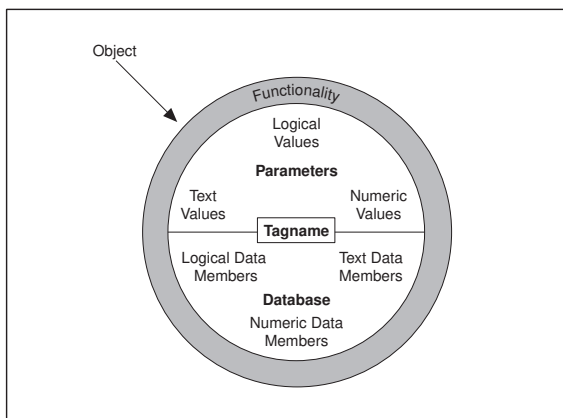 Object
Functionality
Logical
Values
Parameters
Text
Values
Numeric
Values
Tagname
Logical Data
Members
Text Data
Members
Database
Numeric Data
Members